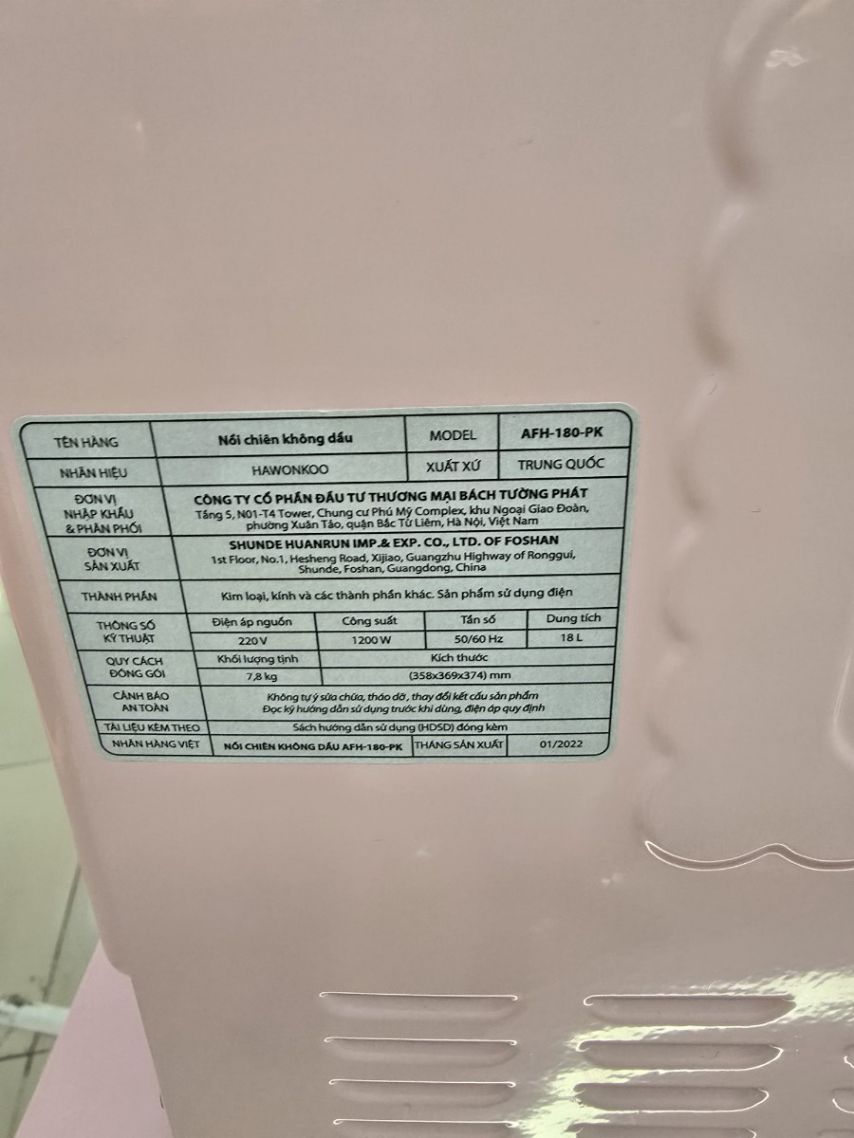 TÊN HÀNG Nồi chiên không dầu MODEL AFH-180-PK
NHÃN HIỆU HAWONKOO XUẤT XỨ TRUNG QUỐC
ĐƠN VỊ NHẬP KHẨU & PHÂN PHỐI
CÔNG TY CỔ PHẦN ĐẦU TƯ THƯƠNG MẠI BÁCH TƯỜNG PHÁT
Tầng 5, N01-T4 Tower, Chung cư Phú Mỹ Complex, khu Ngoại Giao Đoàn,
phường Xuân Tảo, quận Bắc Từ Liêm, Hà Nội, Việt Nam
ĐƠN VỊ SẢN XUẤT
SHUNDE HUANRUN IMP.& EXP. CO., LTD. OF FOSHAN
1st Floor, No.1, Hesheng Road, Xijiao, Guangzhu Highway of Ronggui,
Shunde, Foshan, Guangdong, China
THÀNH PHẦN Kim loại, kính và các thành phần khác. Sản phẩm sử dụng điện
THÔNG SỐ KỸ THUẬT
Điện áp nguồn Công suất Tần số Dung tích
220 V 1200 W 50/60 Hz 18 L
QUY CÁCH ĐÓNG GÓI
Khối lượng tịnh Kích thước
7,8 kg (358x369x374) mm
CẢNH BÁO AN TOÀN
Không tự ý sửa chữa, tháo dỡ, thay đổi kết cấu sản phẩm
Đọc kỹ hướng dẫn sử dụng trước khi dùng, điện áp quy định
TÀI LIỆU KÈM THEO Sách hướng dẫn sử dụng (HDSD) đóng kèm
NHÃN HÀNG VIỆT NỒI CHIÊN KHÔNG DẦU AFH-180-PK THÁNG SẢN XUẤT 01/2022